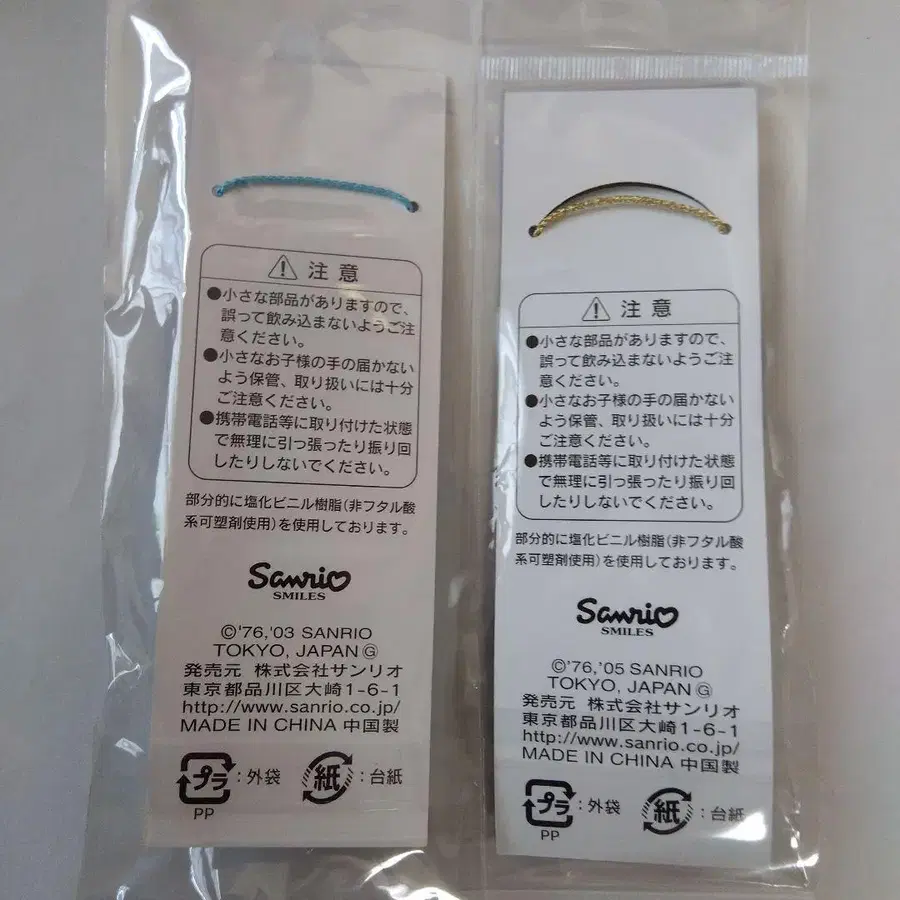 注意
●小さな部品がありますので、
誤って飲み込まないようご注
意ください。
●小さなお子様の手の届かない
よう保管、取り扱いには十分
ご注意ください。
●携帯電話等に取り付けた状態
で無理に引っ張ったり振り回
したりしないでください。
部分的に塩化ビニル樹脂(非フタル酸
系可塑剤使用)を使用しております。
Sanrio
SMILES
©'76,'03 SANRIO
TOKYO, JAPAN Ⓖ
発売元 株式会社サンリオ
東京都品川区大崎1-6-1
http://www.sanrio.co.jp/
MADE IN CHINA 中国製
プラ:外袋 紙:台紙
PP
注意
●小さな部品がありますので、
誤って飲み込まないようご注
意ください。
●小さなお子様の手の届かない
よう保管、取り扱いには十分
ご注意ください。
●携帯電話等に取り付けた状態
で無理に引っ張ったり振り回
したりしないでください。
部分的に塩化ビニル樹脂(非フタル酸
系可塑剤使用)を使用しております。
Sanrio
SMILES
©'76,'05 SANRIO
TOKYO, JAPAN Ⓖ
発売元 株式会社サンリオ
東京都品川区大崎1-6-1
http://www.sanrio.co.jp/
MADE IN CHINA 中国製
プラ:外袋 紙:台紙
PP